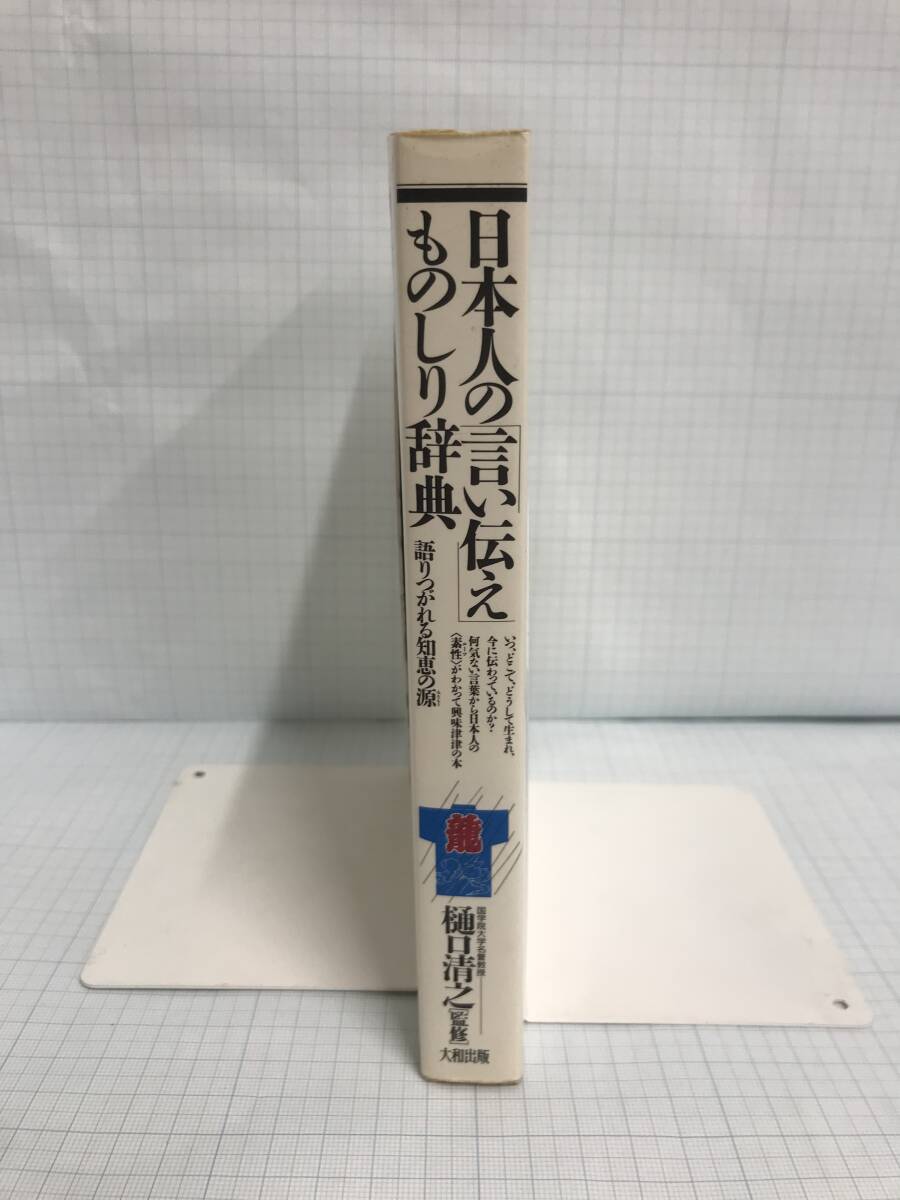 日本人の「言い伝え」
ものしり辞典
語りつがれる知恵の源
いつ、どこで、どうして生まれ、
今に伝わっているのか?
何気ない言葉から日本人の
〈素性〉がわかって興味津津の本
龍
国学院大学名誉教授
樋口清之[監修]
大和出版